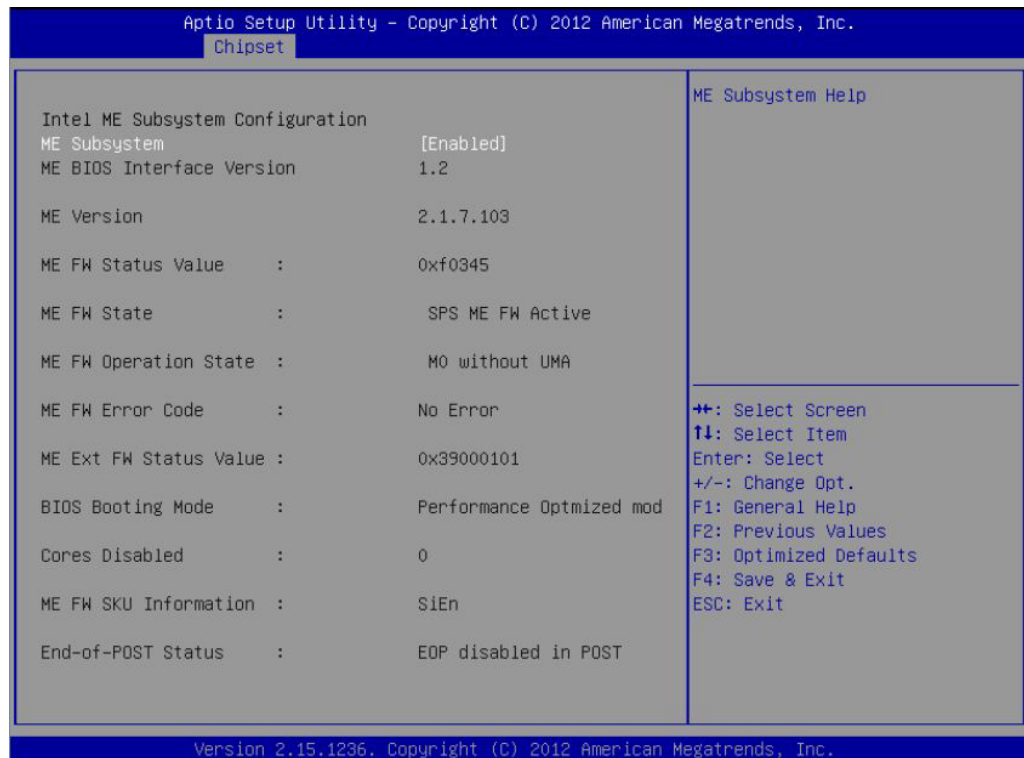 Aptio Setup Utility – Copyright (C) 2012 American Megatrends, Inc.
Chipset
Intel ME Subsystem Configuration
ME Subsystem [Enabled]
ME BIOS Interface Version 1.2
ME Version 2.1.7.103
ME FW Status Value : 0xf0345
ME FW State : SPS ME FW Active
ME FW Operation State : M0 without UMA
ME FW Error Code : No Error
ME Ext FW Status Value : 0x39000101
BIOS Booting Mode : Performance Optmized mod
Cores Disabled : 0
ME FW SKU Information : SiEn
End-of-POST Status : EOP disabled in POST
ME Subsystem Help
→←: Select Screen
↑↓: Select Item
Enter: Select
+/-: Change Opt.
F1: General Help
F2: Previous Values
F3: Optimized Defaults
F4: Save & Exit
ESC: Exit
Version 2.15.1236. Copyright (C) 2012 American Megatrends, Inc.